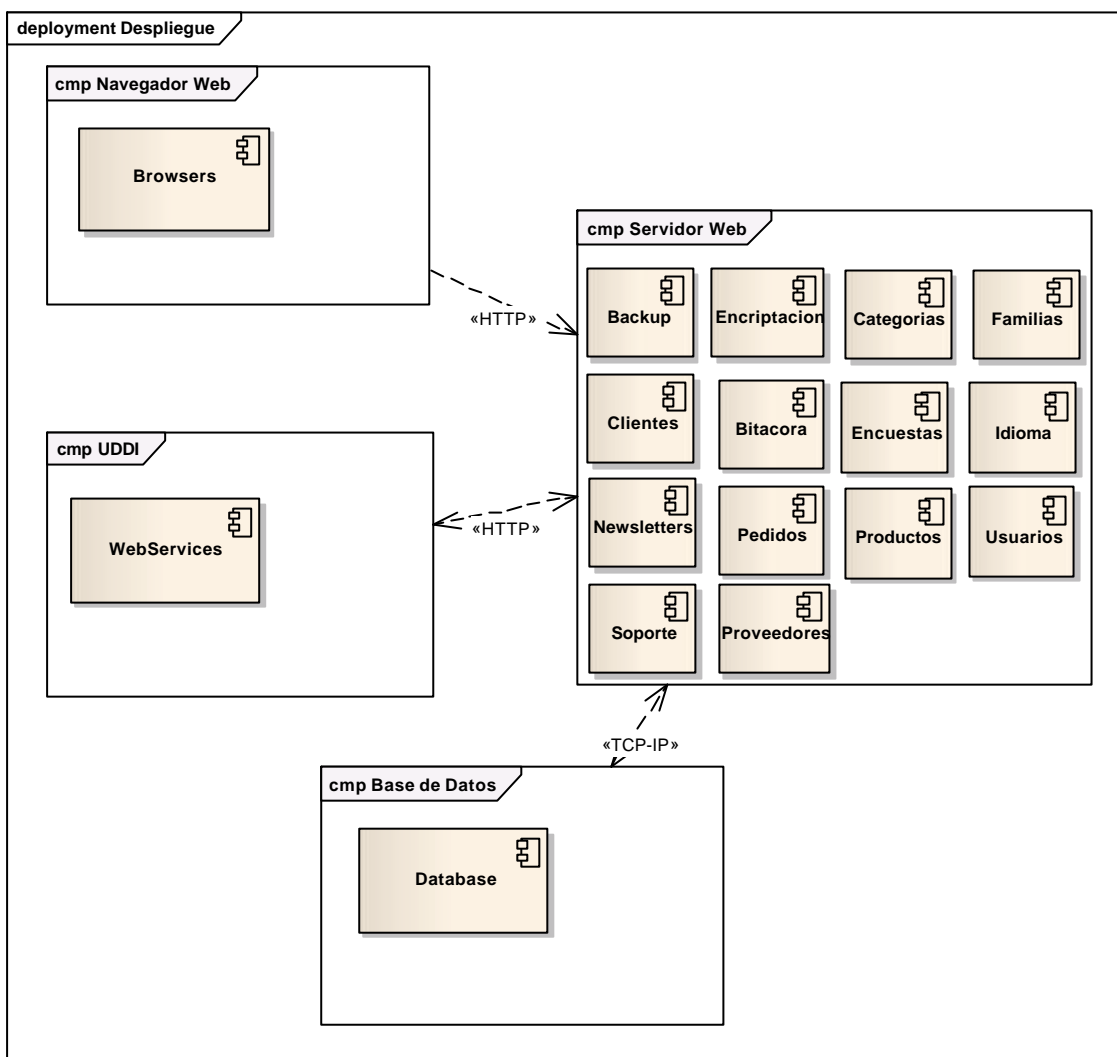 deployment Despliegue
cmp Navegador Web
Browsers
«HTTP»
cmp UDDI
WebServices
«HTTP»
cmp Servidor Web
Backup
Encriptacion
Categorias
Familias
Clientes
Bitacora
Encuestas
Idioma
Newsletters
Pedidos
Productos
Usuarios
Soporte
Proveedores
«TCP-IP»
cmp Base de Datos
Database